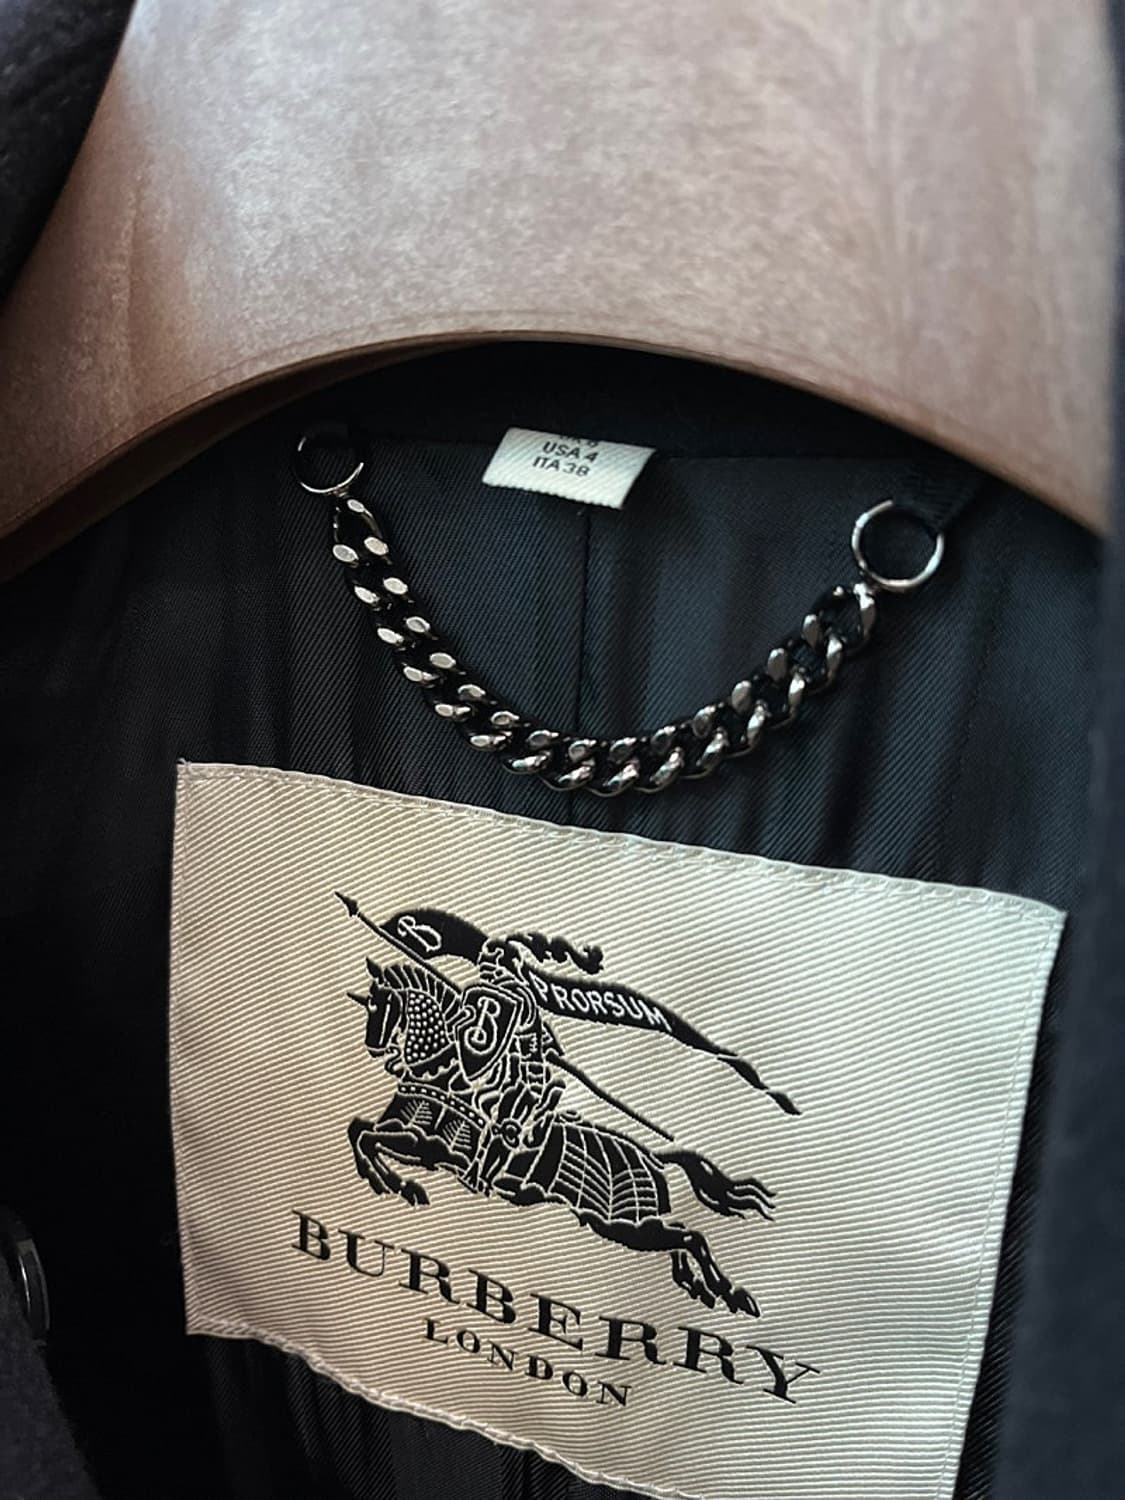 USA 4
ITA 38
B
PRORSUM
B
BURBERRY
LONDON